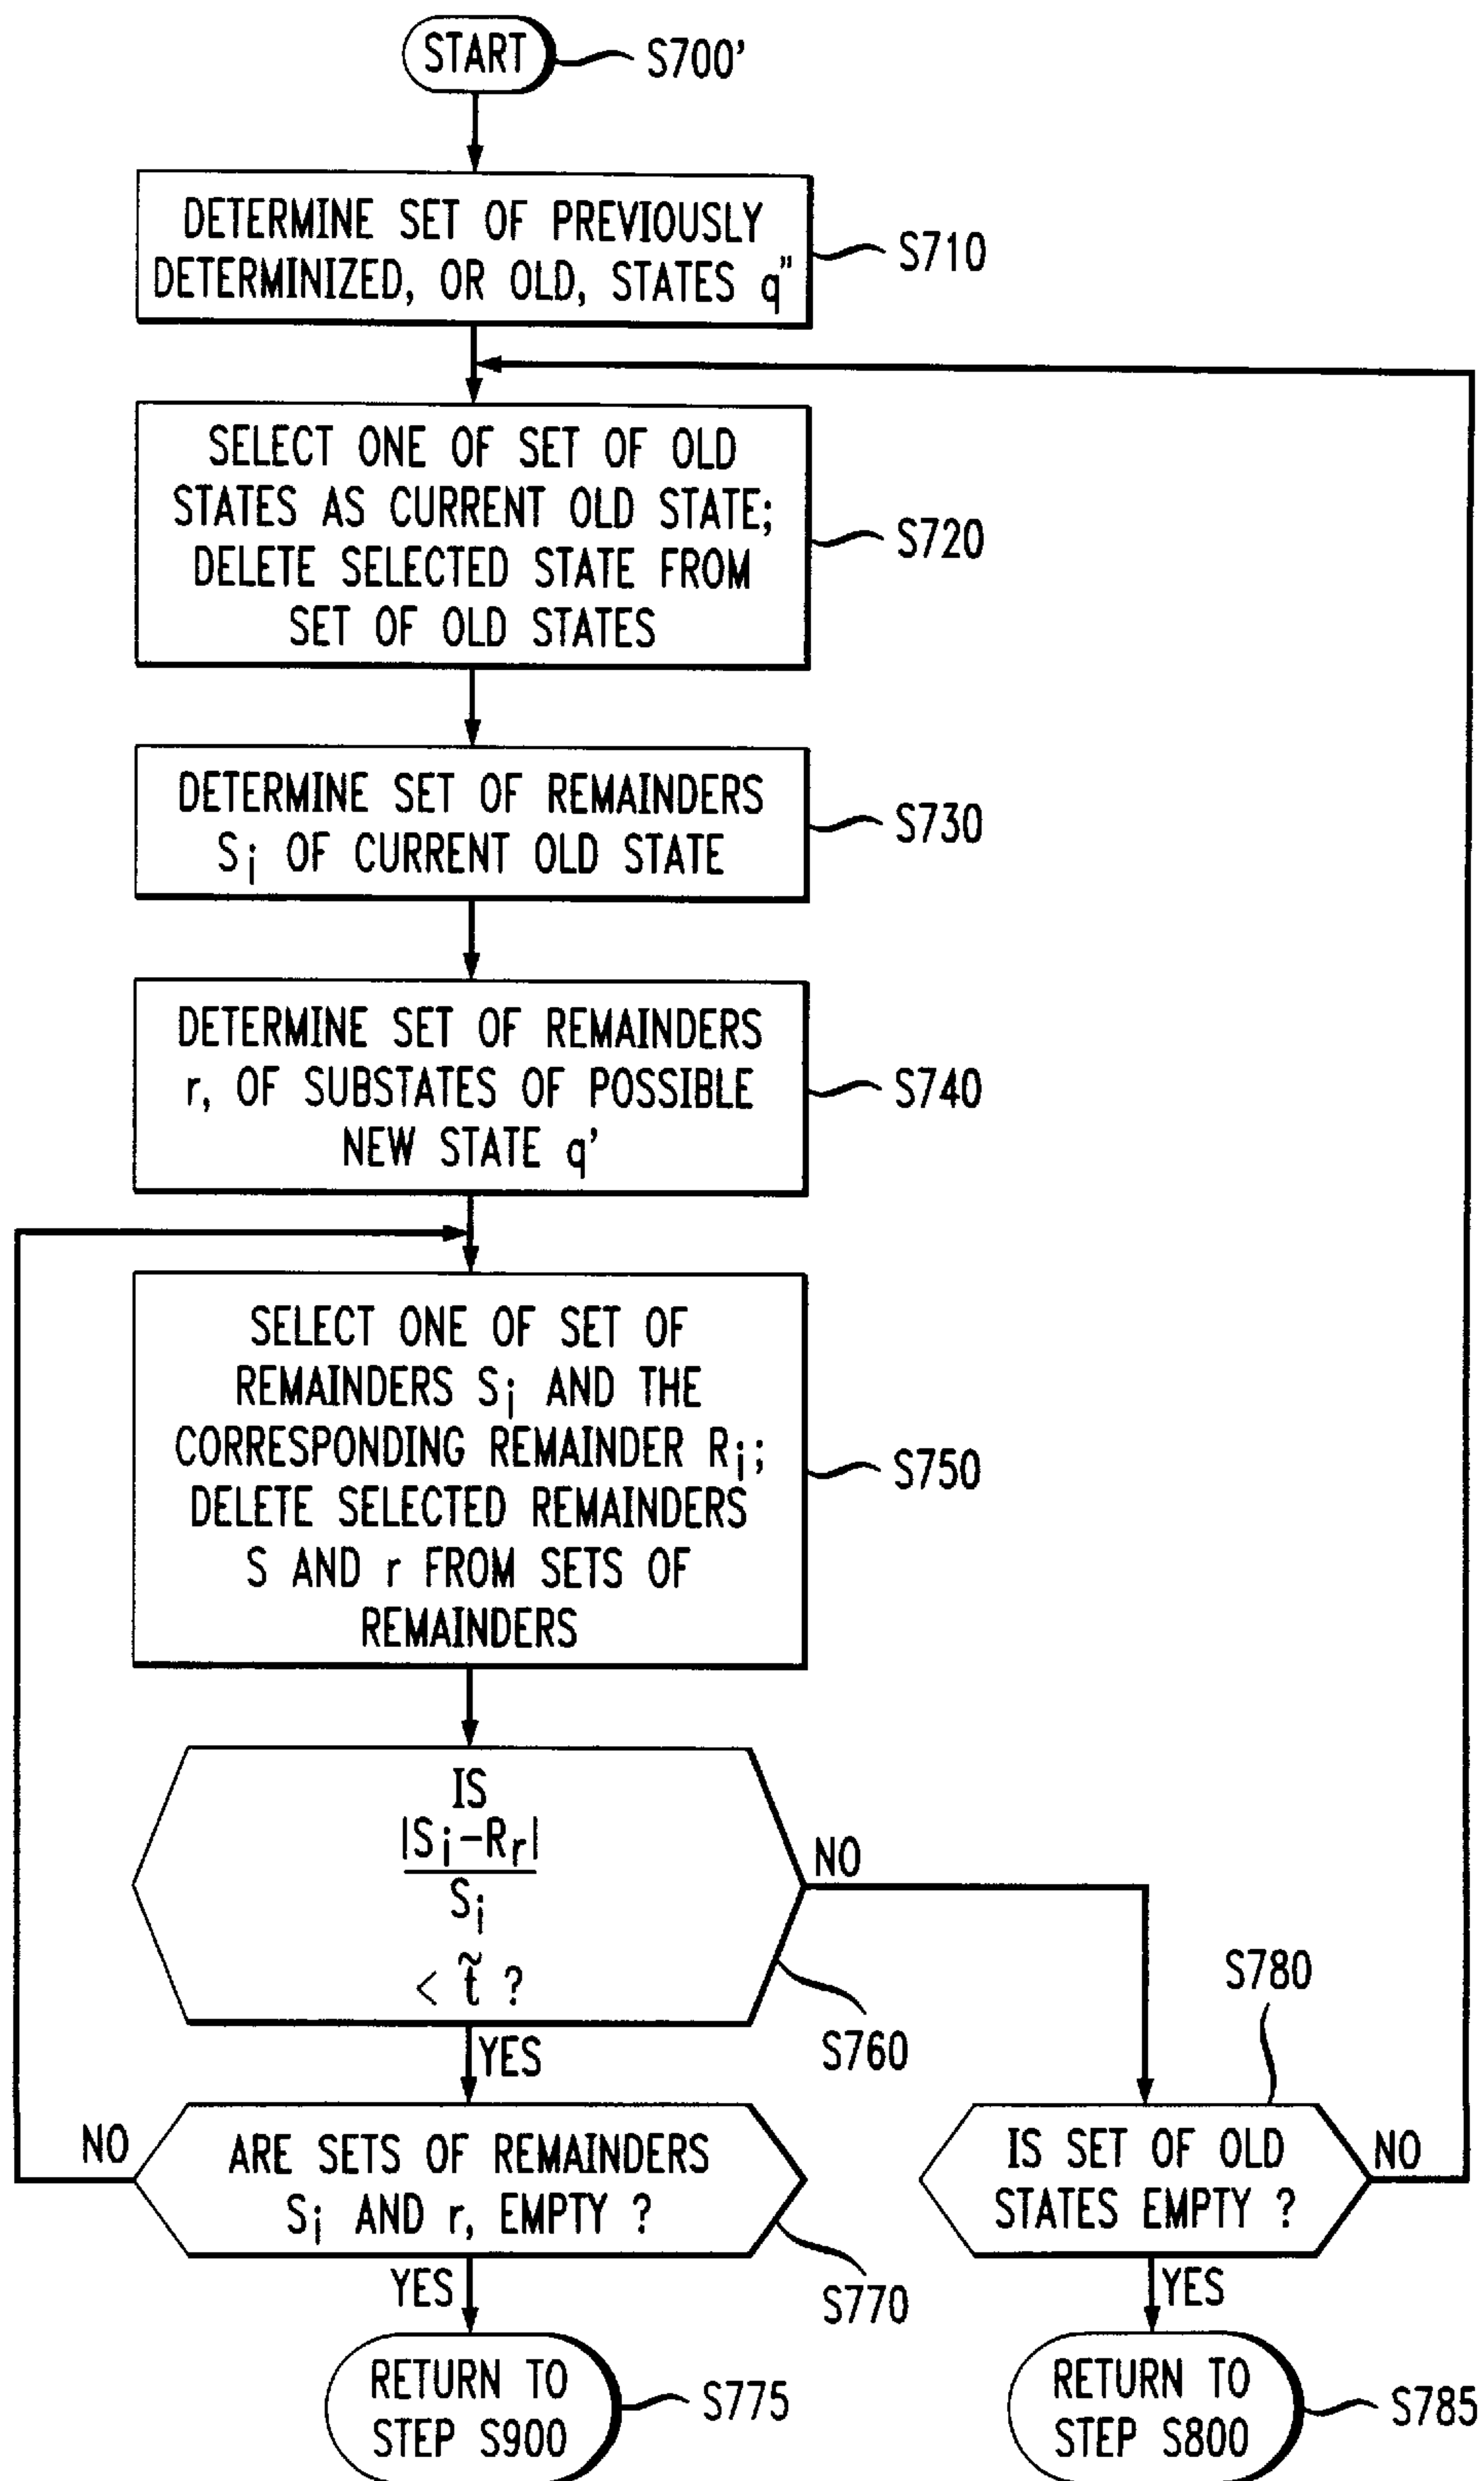 START
S700'
DETERMINE SET OF PREVIOUSLY
DETERMINIZED, OR OLD, STATES q"
S710
SELECT ONE OF SET OF OLD
STATES AS CURRENT OLD STATE;
DELETE SELECTED STATE FROM
SET OF OLD STATES
S720
DETERMINE SET OF REMAINDERS
Si OF CURRENT OLD STATE
S730
DETERMINE SET OF REMAINDERS
r, OF SUBSTATES OF POSSIBLE
NEW STATE q'
S740
SELECT ONE OF SET OF
REMAINDERS Si AND THE
CORRESPONDING REMAINDER Ri;
DELETE SELECTED REMAINDERS
S AND r FROM SETS OF
REMAINDERS
S750
IS
|Si-Rr|
Si
< t̃ ?
NO
S760
YES
S780
NO
ARE SETS OF REMAINDERS
Si AND r, EMPTY ?
S770
IS SET OF OLD
STATES EMPTY ?
NO
YES
YES
RETURN TO
STEP S900
S775
RETURN TO
STEP S800
S785